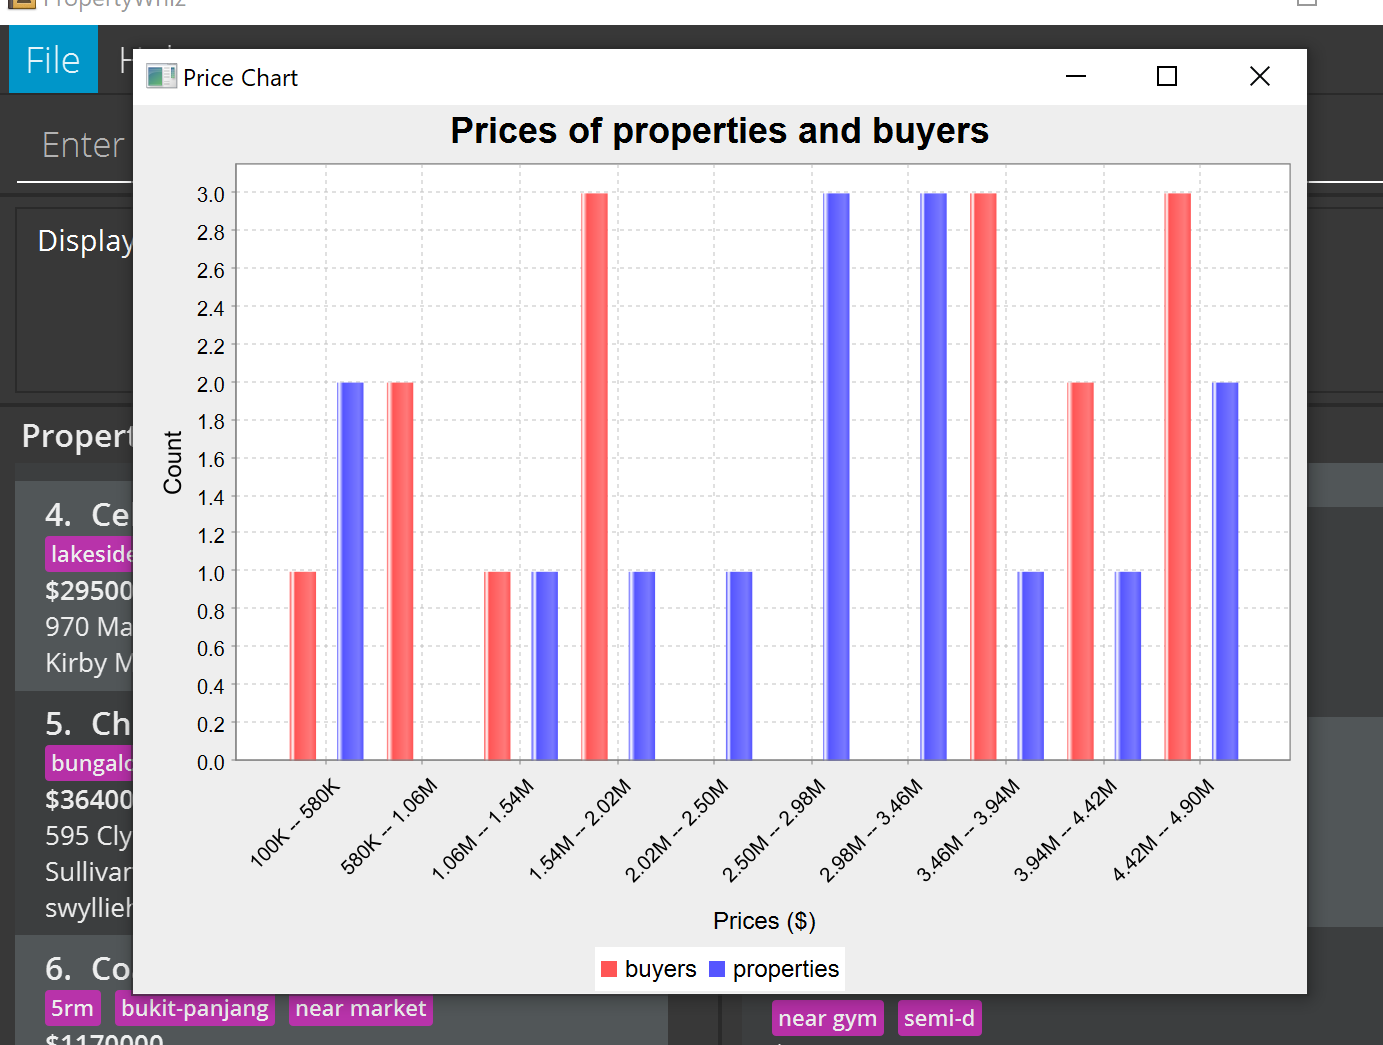 PropertyWhiz
File
Price Chart
Enter
Display
Prices of properties and buyers
3.0
2.8
2.6
2.4
2.2
2.0
1.8
1.6
1.4
1.2
1.0
0.8
0.6
0.4
0.2
0.0
Count
100K -- 580K
580K -- 1.06M
1.06M -- 1.54M
1.54M -- 2.02M
2.02M -- 2.50M
2.50M -- 2.98M
2.98M -- 3.46M
3.46M -- 3.94M
3.94M -- 4.42M
4.42M -- 4.90M
Prices ($)
buyers properties
Propert
4. Ce
lakeside
$29500
970 Ma
Kirby M
5. Ch
bungalo
$36400
595 Cly
Sullivan
swyllieh
6. Co
5rm bukit-panjang near market
$1170000
near gym semi-d